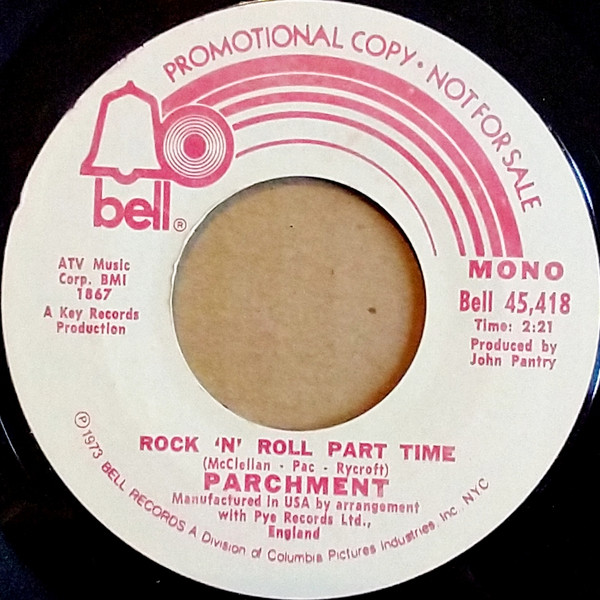 PROMOTIONAL COPY • NOT FOR SALE
bell®
ATV Music
Corp. BMI
1867
A Key Records
Production
MONO
Bell 45,418
Time: 2:21
Produced by
John Pantry
ROCK 'N' ROLL PART TIME
(McClellan - Pac - Rycroft)
PARCHMENT
Manufactured in USA by arrangement
with Pye Records Ltd.,
England
℗1973 BELL RECORDS A Division of Columbia Pictures Industries, Inc. NYC